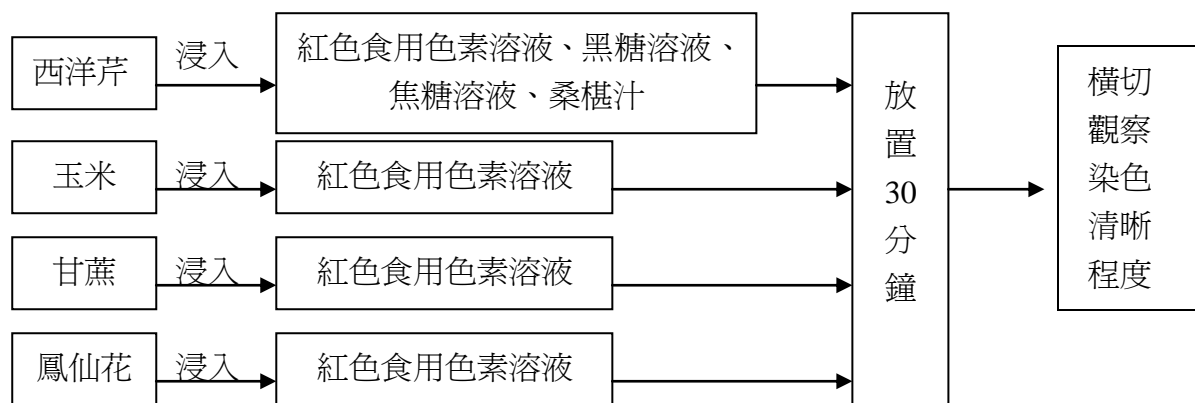 西洋芹
浸入
紅色食用色素溶液、黑糖溶液、
焦糖溶液、桑椹汁
玉米
浸入
紅色食用色素溶液
甘蔗
浸入
紅色食用色素溶液
鳳仙花
浸入
紅色食用色素溶液
放
置
30
分
鐘
橫切
觀察
染色
清晰
程度